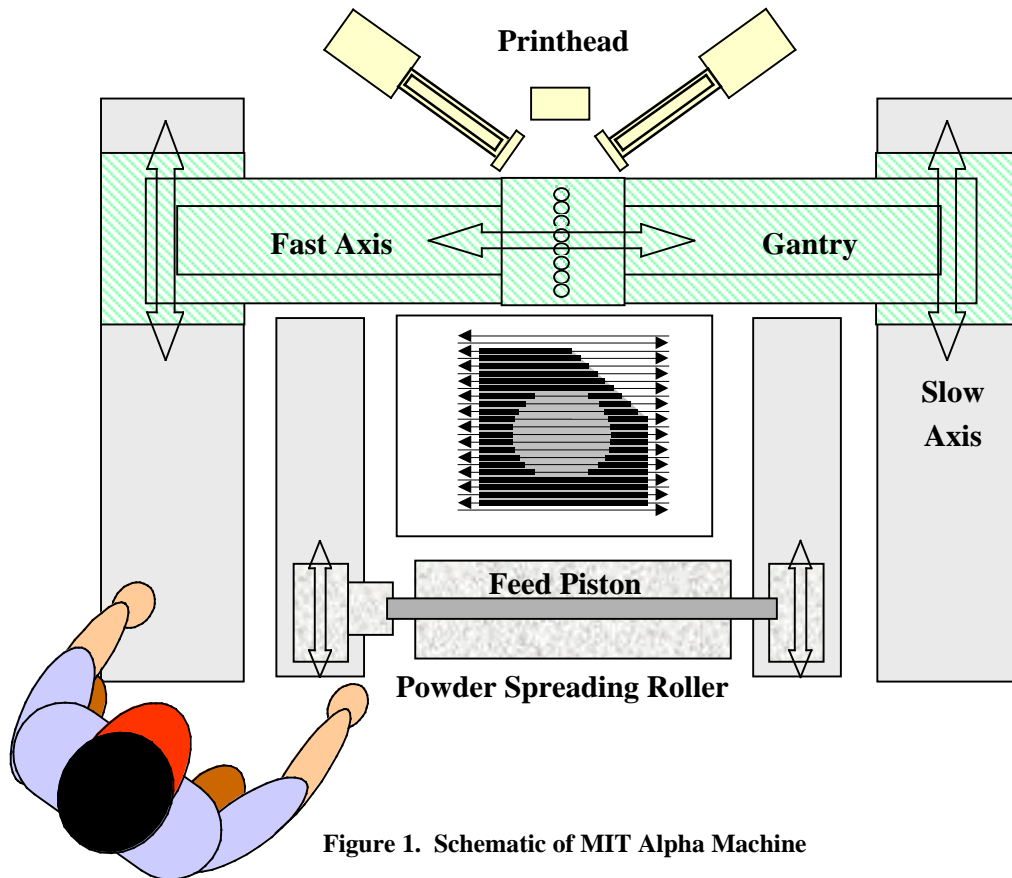 Printhead
Fast Axis
Gantry
Slow
Axis
Feed Piston
Powder Spreading Roller
Figure 1. Schematic of MIT Alpha Machine